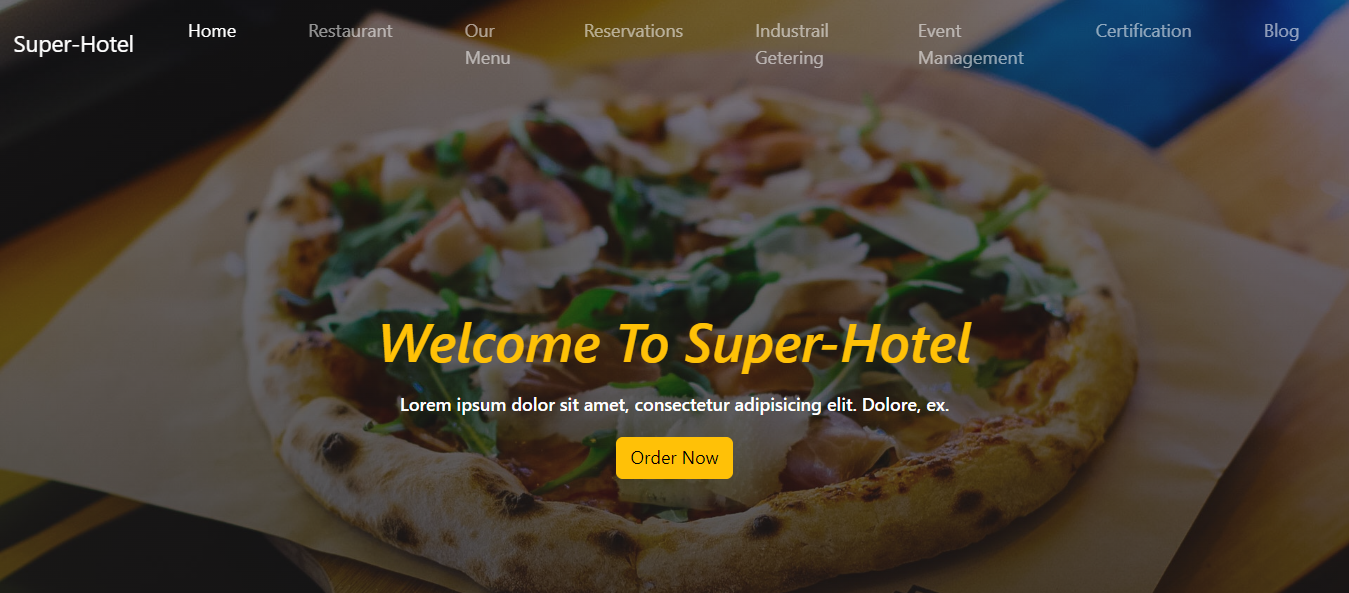 Super-Hotel
Home
Restaurant
Our
Menu
Reservations
Industrail
Getering
Event
Management
Certification
Blog
Welcome To Super-Hotel
Lorem ipsum dolor sit amet, consectetur adipisicing elit. Dolore, ex.
Order Now